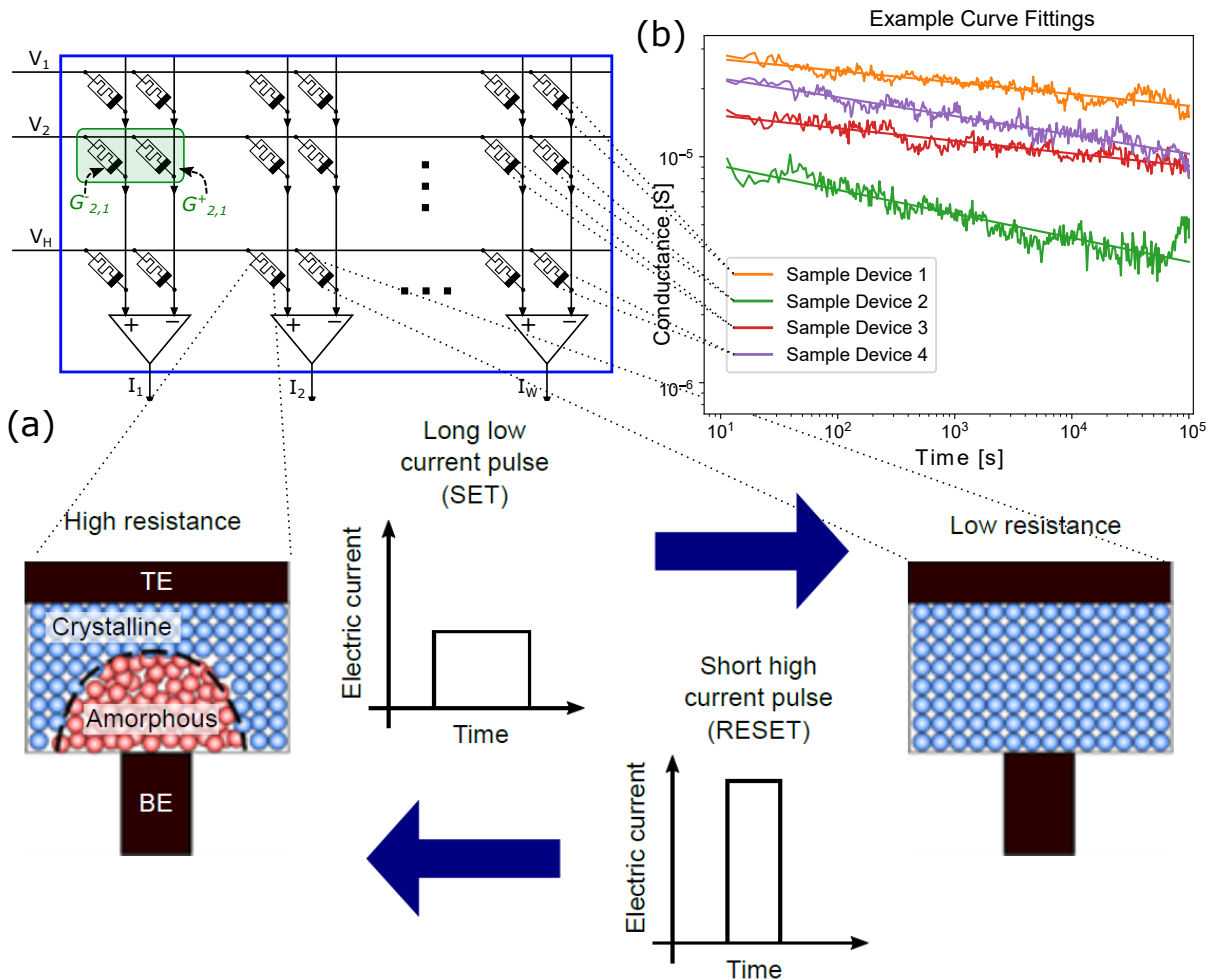 (b)
Example Curve Fittings
V1
V2
G-2,1
G+2,1
VH
+
−
+
−
+
−
I1
I2
IW
Conductance [S]
10-5
10-6
Sample Device 1
Sample Device 2
Sample Device 3
Sample Device 4
101
102
103
104
105
Time [s]
(a)
Long low
current pulse
(SET)
High resistance
TE
Crystalline
Amorphous
BE
Electric current
Time
Low resistance
Short high
current pulse
(RESET)
Electric current
Time